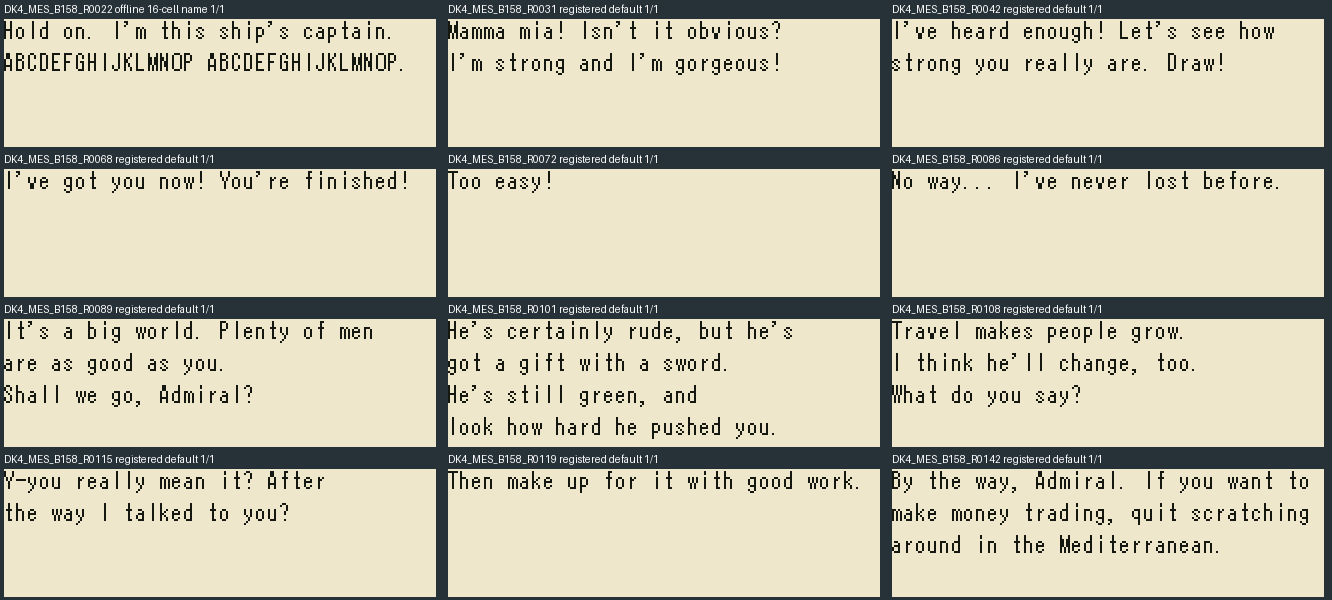 DK4_MES_B158_R0022 offline 16-cell name 1/1
Hold on. I'm this ship's captain.
ABCDEFGHIJKLMNOP ABCDEFGHIJKLMNOP.
DK4_MES_B158_R0031 registered default 1/1
Mamma mia! Isn't it obvious?
I'm strong and I'm gorgeous!
DK4_MES_B158_R0042 registered default 1/1
I've heard enough! Let's see how
strong you really are. Draw!
DK4_MES_B158_R0068 registered default 1/1
I've got you now! You're finished!
DK4_MES_B158_R0072 registered default 1/1
Too easy!
DK4_MES_B158_R0086 registered default 1/1
No way... I've never lost before.
DK4_MES_B158_R0089 registered default 1/1
It's a big world. Plenty of men
are as good as you.
Shall we go, Admiral?
DK4_MES_B158_R0101 registered default 1/1
He's certainly rude, but he's
got a gift with a sword.
He's still green, and
look how hard he pushed you.
DK4_MES_B158_R0108 registered default 1/1
Travel makes people grow.
I think he'll change, too.
What do you say?
DK4_MES_B158_R0115 registered default 1/1
Y-you really mean it? After
the way I talked to you?
DK4_MES_B158_R0119 registered default 1/1
Then make up for it with good work.
DK4_MES_B158_R0142 registered default 1/1
By the way, Admiral. If you want to
make money trading, quit scratching
around in the Mediterranean.